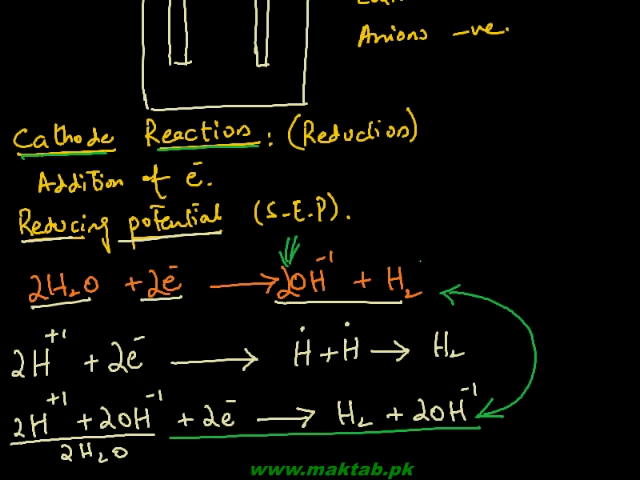 Anions -ve.
Cathode Reaction: (Reduction)
Addition of e⁻.
Reducing potential (S-E.P).
2H₂O + 2e⁻ → 2OH⁻¹ + H₂
2H⁺¹ + 2e⁻ → Ḣ + Ḣ → H₂
2H⁺¹ + 2OH⁻¹ + 2e⁻ → H₂ + 2OH⁻¹
2H₂O
www.maktab.pk